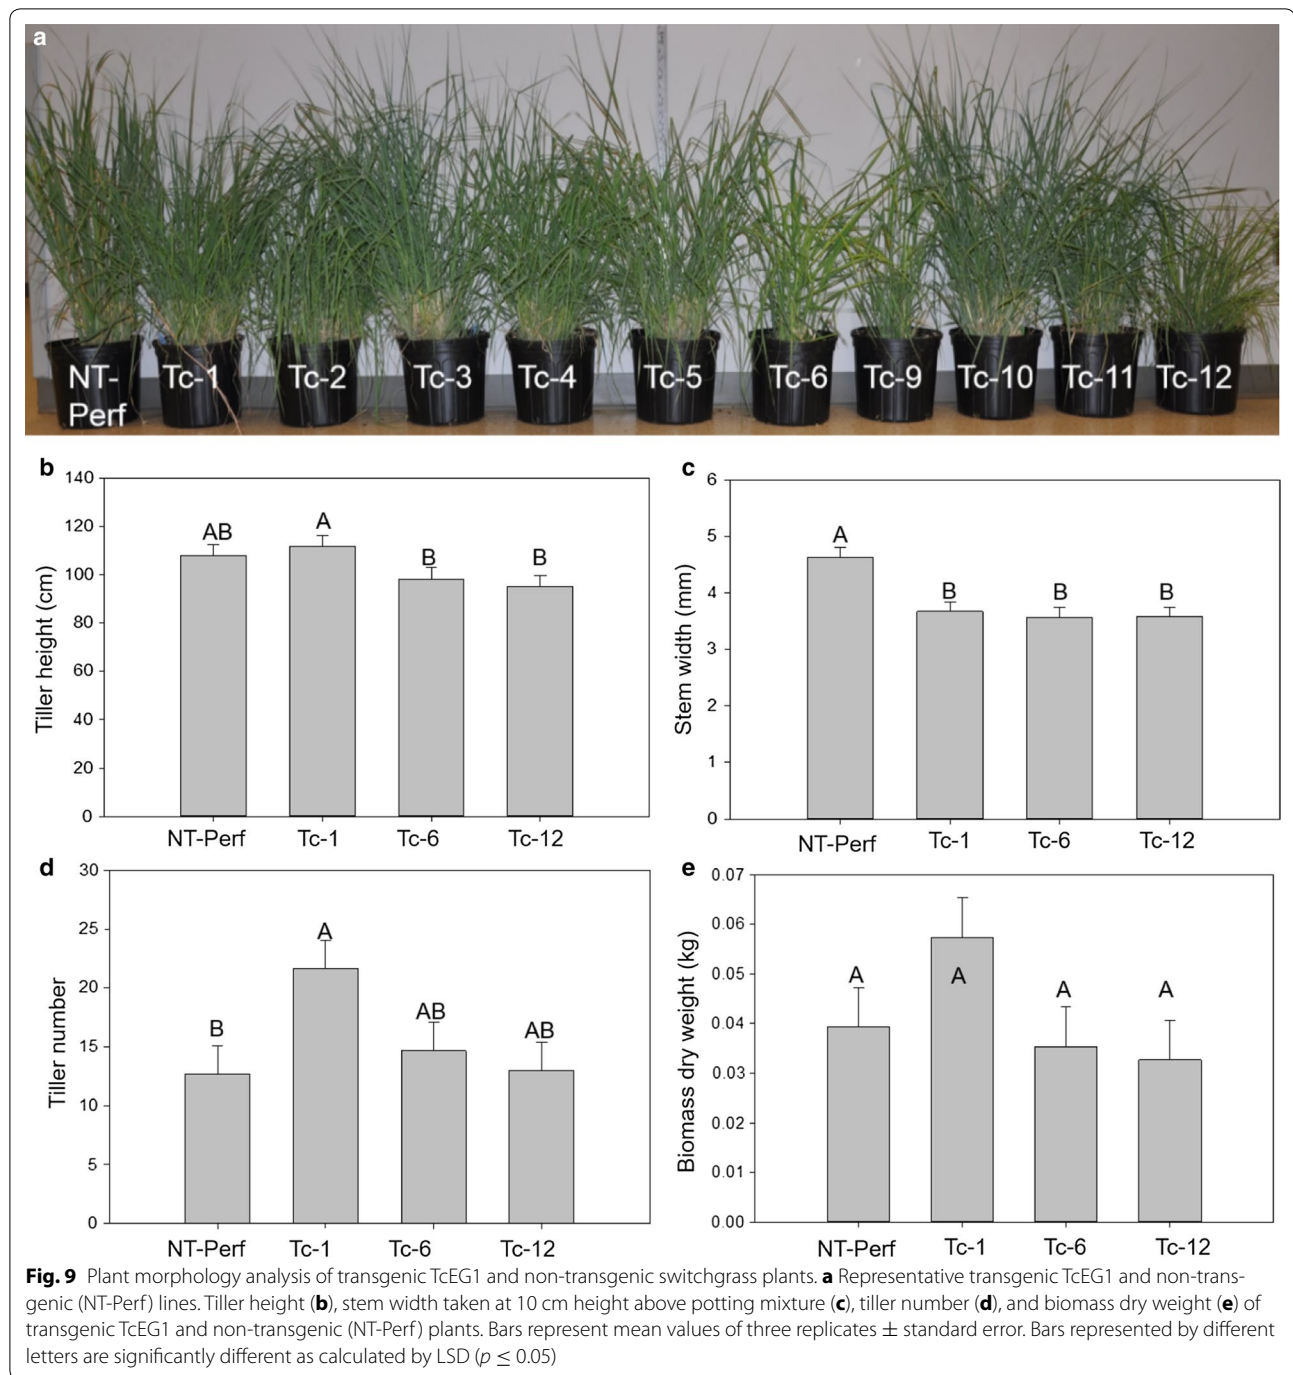 a
NT- Tc-1 Tc-2 Tc-3 Tc-4 Tc-5 Tc-6 Tc-9 Tc-10 Tc-11 Tc-12
Perf
b
140
120
100
80
60
40
20
0
Tiller height (cm)
AB A B B
NT-Perf Tc-1 Tc-6 Tc-12
c
6
5
4
3
2
1
0
Stem width (mm)
A B B B
NT-Perf Tc-1 Tc-6 Tc-12
d
30
25
20
15
10
5
0
Tiller number
B A AB AB
NT-Perf Tc-1 Tc-6 Tc-12
e
0.07
0.06
0.05
0.04
0.03
0.02
0.01
0.00
Biomass dry weight (kg)
A A A A
NT-Perf Tc-1 Tc-6 Tc-12
Fig. 9 Plant morphology analysis of transgenic TcEG1 and non-transgenic switchgrass plants. a Representative transgenic TcEG1 and non-trans-
genic (NT-Perf) lines. Tiller height (b), stem width taken at 10 cm height above potting mixture (c), tiller number (d), and biomass dry weight (e) of
transgenic TcEG1 and non-transgenic (NT-Perf) plants. Bars represent mean values of three replicates ± standard error. Bars represented by different
letters are significantly different as calculated by LSD (p ≤ 0.05)